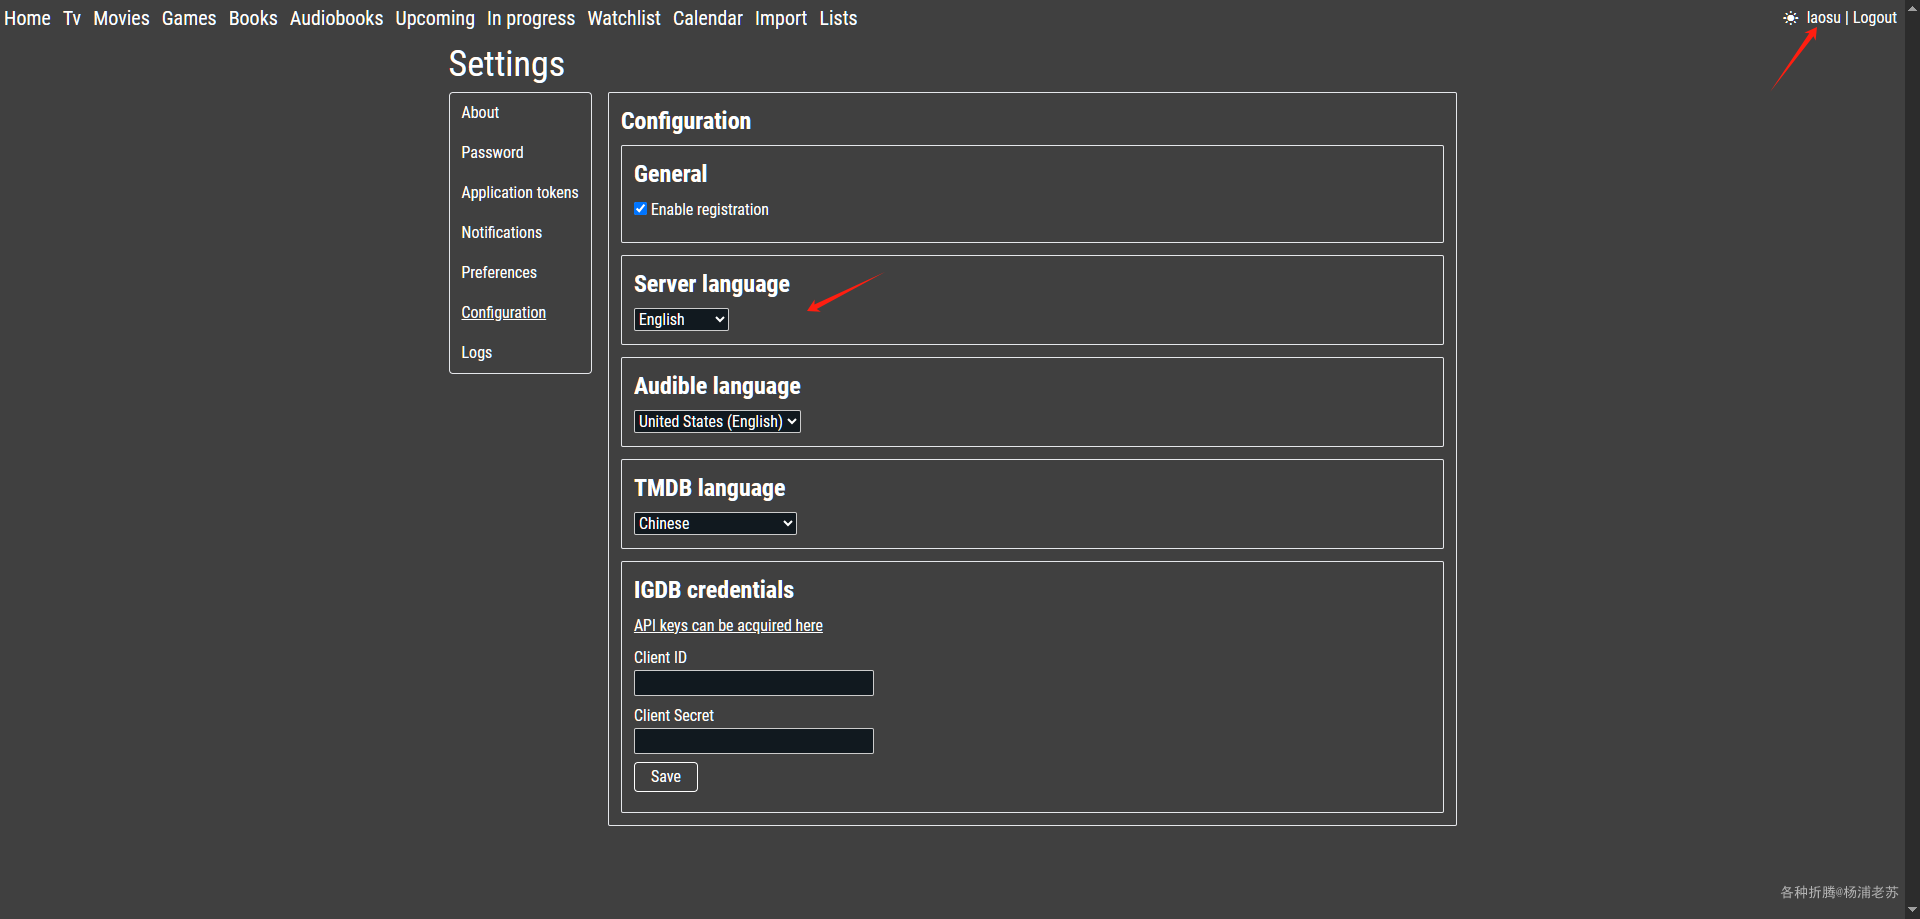 Home Tv Movies Games Books Audiobooks Upcoming In progress Watchlist Calendar Import Lists
laosu | Logout
Settings
About
Password
Application tokens
Notifications
Preferences
Configuration
Logs
Configuration
General
Enable registration
Server language
English
Audible language
United States (English)
TMDB language
Chinese
IGDB credentials
API keys can be acquired here
Client ID
Client Secret
Save
各种折腾@杨浦老苏